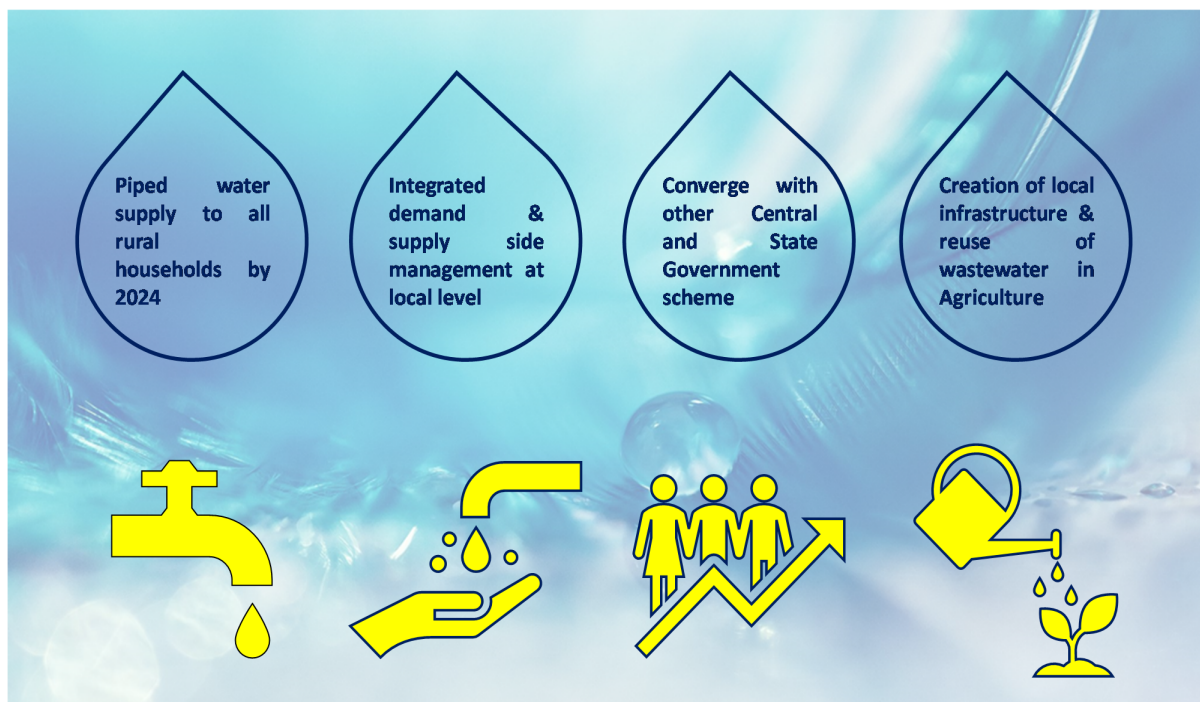 Piped water
supply to all
rural
households by
2024
Integrated
demand &
supply side
management at
local level
Converge with
other Central
and State
Government
scheme
Creation of local
infrastructure &
reuse of
wastewater in
Agriculture